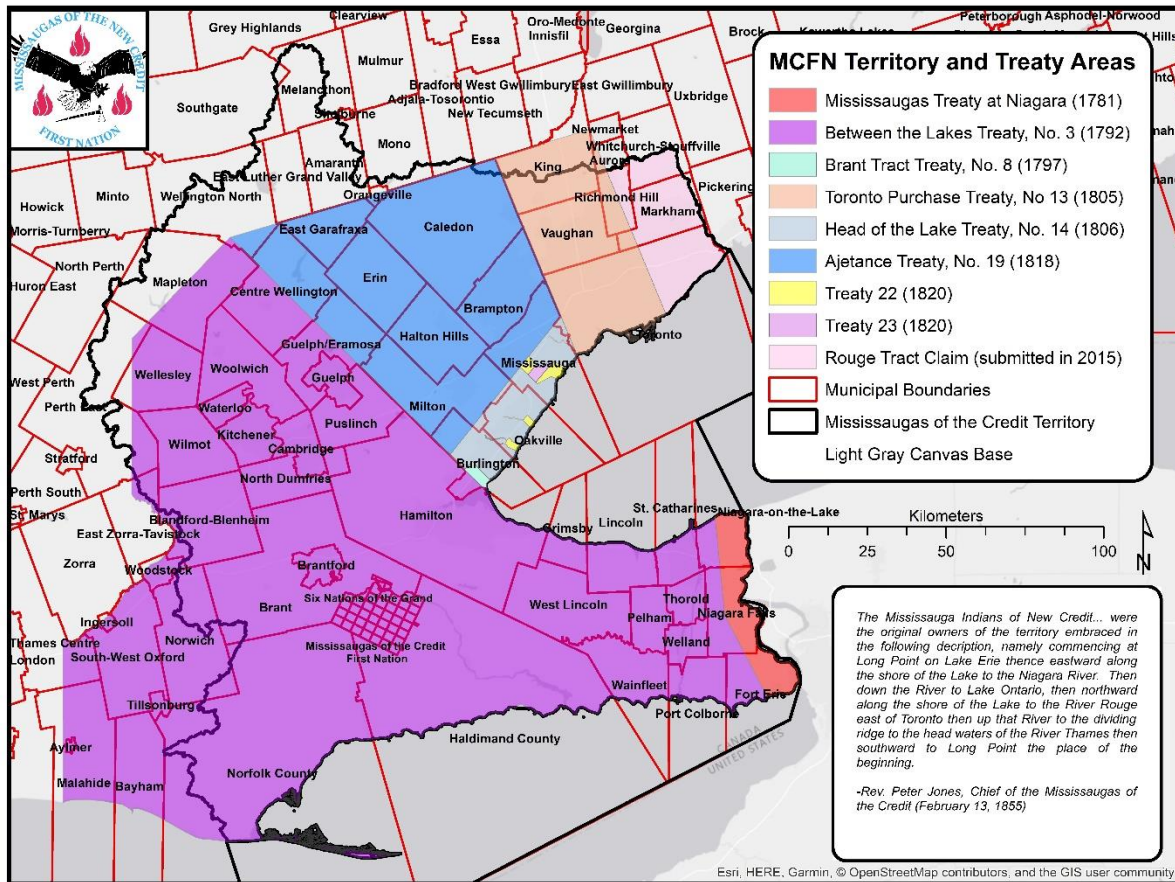 MISSISSAUGAS OF THE NEW CREDIT
FIRST NATION
Grey Highlands
Clearview
Essa
Oro-Medonte
Innisfil
Georgina
Brock
Peterborough
Asphodel-Norwood
Mulmur
Melancthon
Southgate
Bradford West Gwillimbury
East Gwillimbury
Adjala-Tosorontio
New Tecumseth
Uxbridge
Shelburne
Mono
Newmarket
Whitchurch-Stouffville
Amaranth
East Luther Grand Valley
King
Aurora
Pickering
Howick
Minto
Wellington North
Orangeville
Richmond Hill
Markham
Morris-Turnberry
East Garafraxa
Caledon
Vaughan
North Perth
Mapleton
Huron East
Centre Wellington
Erin
Brampton
Halton Hills
Toronto
Guelph/Eramosa
Mississauga
West Perth
Wellesley
Woolwich
Guelph
Perth East
Waterloo
Milton
Puslinch
Wilmot
Kitchener
Oakville
Stratford
Cambridge
Burlington
Perth South
North Dumfries
St. Marys
Blandford-Blenheim
Hamilton
St. Catharines
Niagara-on-the-Lake
East Zorra-Tavistock
Grimsby
Lincoln
Zorra
Woodstock
Brantford
Brant
Six Nations of the Grand
West Lincoln
Thorold
Pelham
Niagara Falls
Ingersoll
Thames Centre
London
Norwich
Mississaugas of the Credit
First Nation
Welland
South-West Oxford
Wainfleet
Fort Erie
Tillsonburg
Port Colborne
Haldimand County
Aylmer
Norfolk County
Malahide
Bayham
CANADA
UNITED STATES
MCFN Territory and Treaty Areas
Mississaugas Treaty at Niagara (1781)
Between the Lakes Treaty, No. 3 (1792)
Brant Tract Treaty, No. 8 (1797)
Toronto Purchase Treaty, No 13 (1805)
Head of the Lake Treaty, No. 14 (1806)
Ajetance Treaty, No. 19 (1818)
Treaty 22 (1820)
Treaty 23 (1820)
Rouge Tract Claim (submitted in 2015)
Municipal Boundaries
Mississaugas of the Credit Territory
Light Gray Canvas Base
Kilometers
0 25 50 100
N
The Mississauga Indians of New Credit... were
the original owners of the territory embraced in
the following decription, namely commencing at
Long Point on Lake Erie thence eastward along
the shore of the Lake to the Niagara River. Then
down the River to Lake Ontario, then northward
along the shore of the Lake to the River Rouge
east of Toronto then up that River to the dividing
ridge to the head waters of the River Thames then
southward to Long Point the place of the
beginning.
-Rev. Peter Jones, Chief of the Mississaugas of
the Credit (February 13, 1855)
Esri, HERE, Garmin, © OpenStreetMap contributors, and the GIS user community